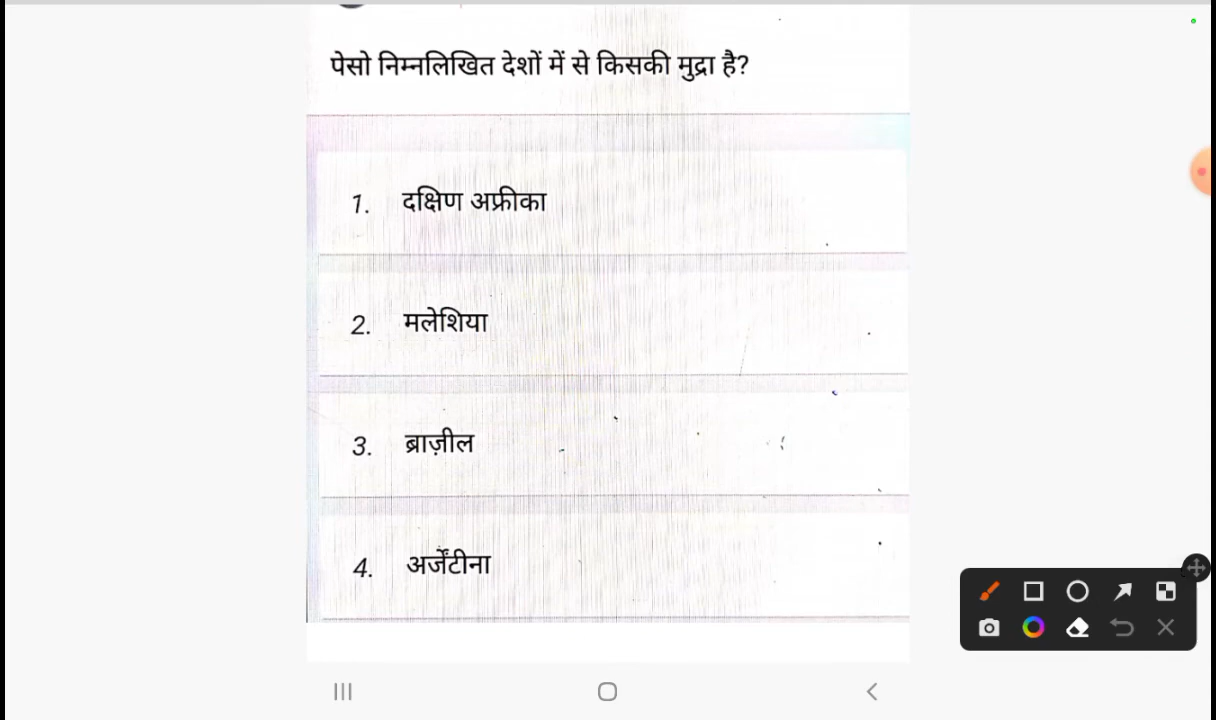 पेसो निम्नलिखित देशों में से किसकी मुद्रा है?
1. दक्षिण अफ्रीका
2. मलेशिया
3. ब्राज़ील
4. अर्जेंटीना